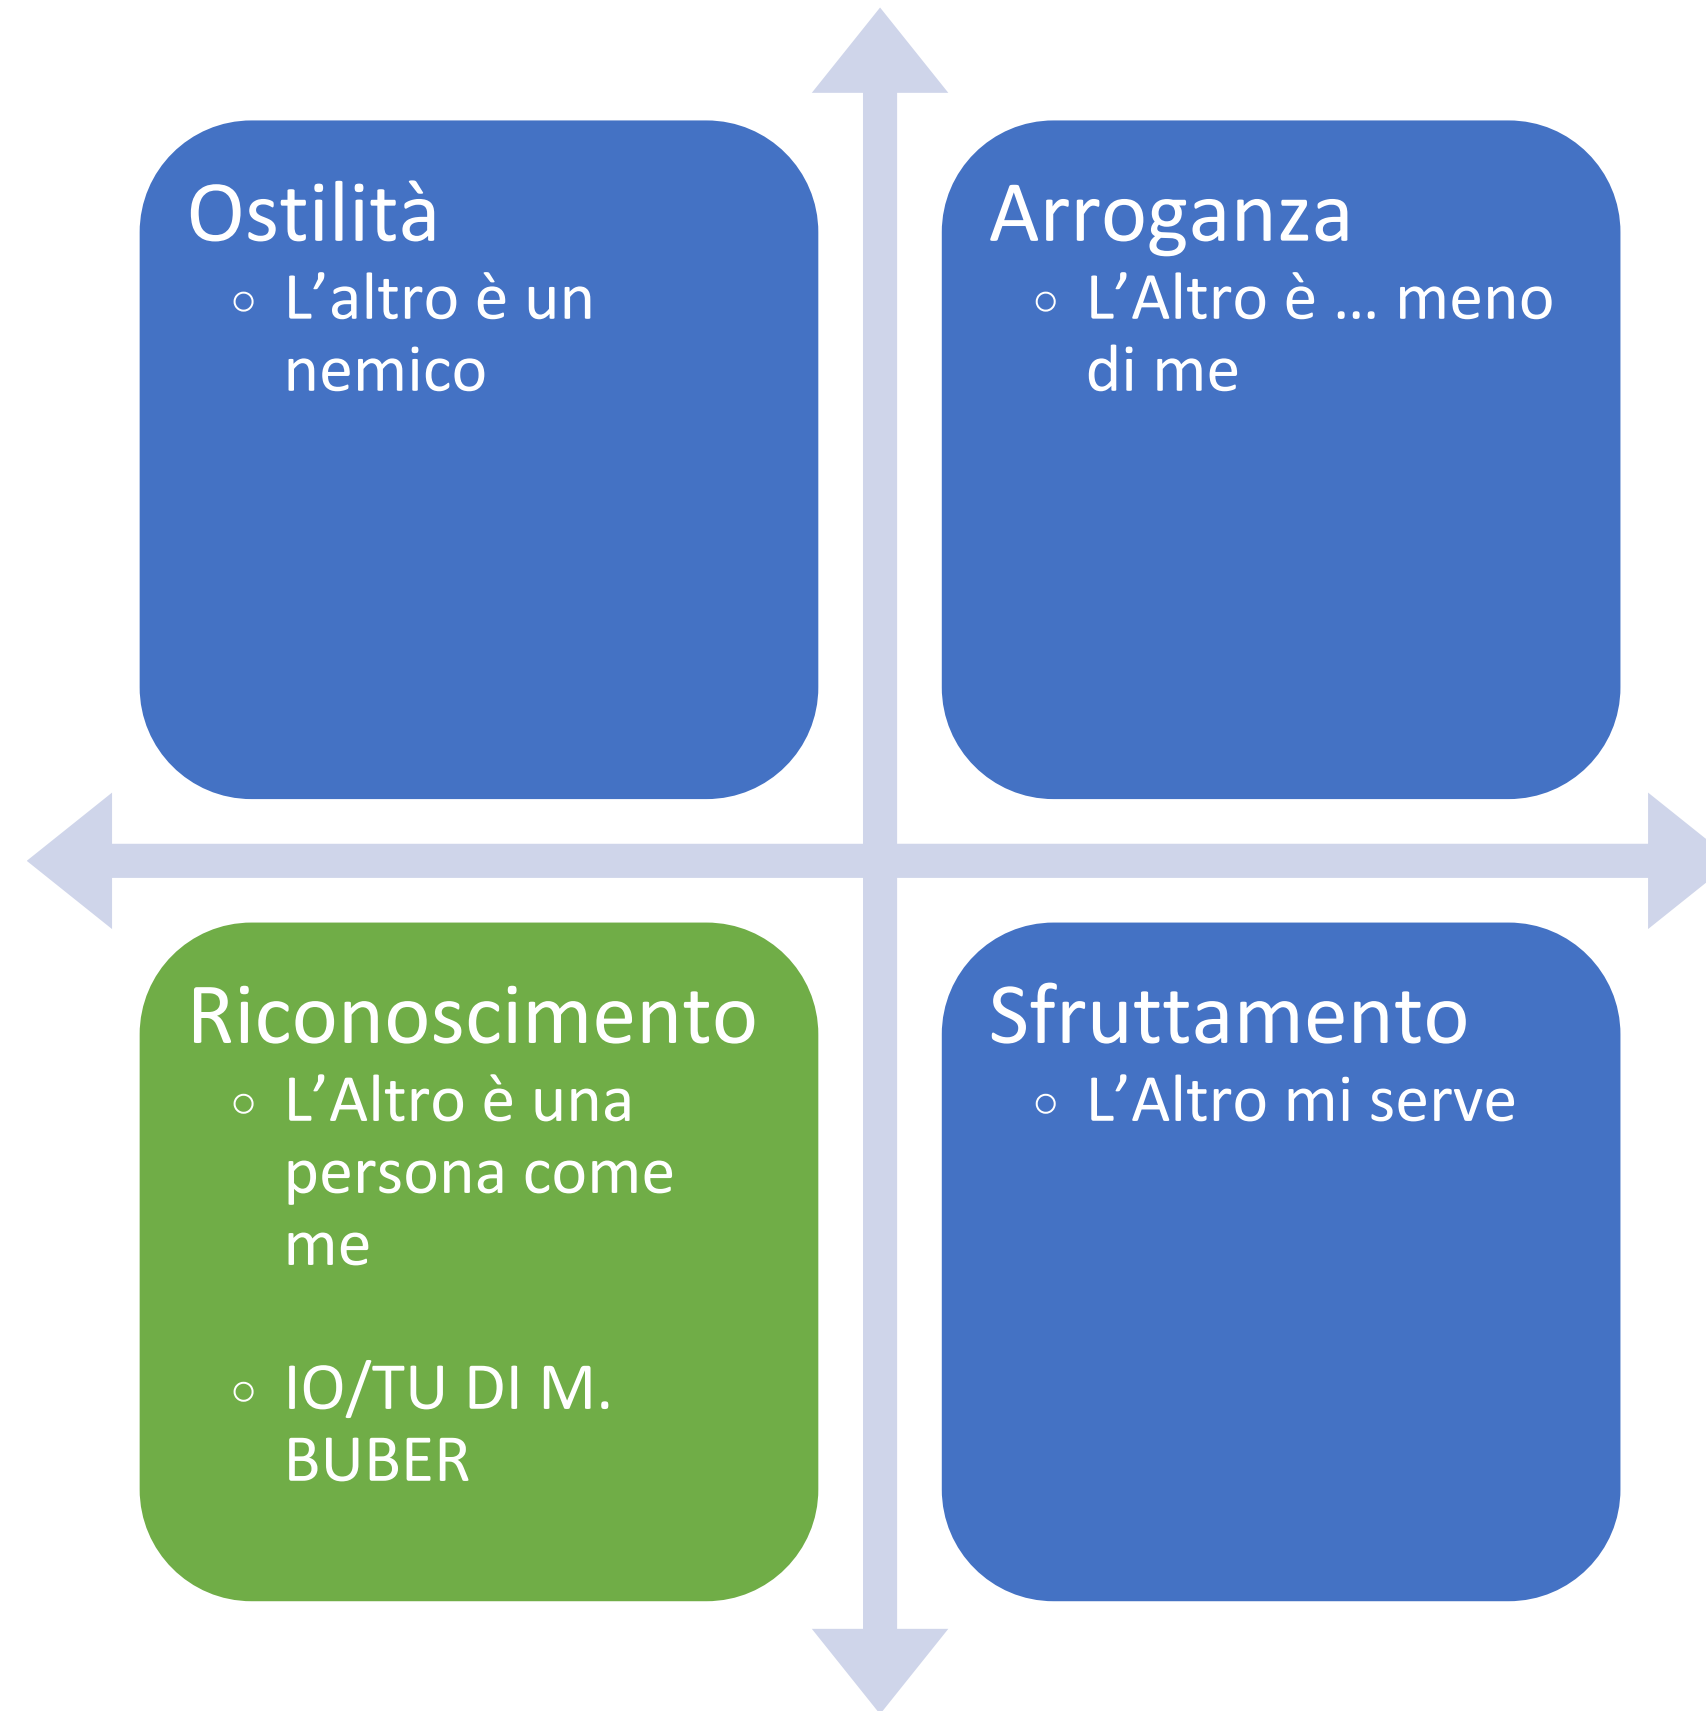 Ostilità
○ L’altro è un
nemico
Arroganza
○ L’Altro è ... meno
di me
Riconoscimento
○ L’Altro è una
persona come
me
○ IO/TU DI M.
BUBER
Sfruttamento
○ L’Altro mi serve